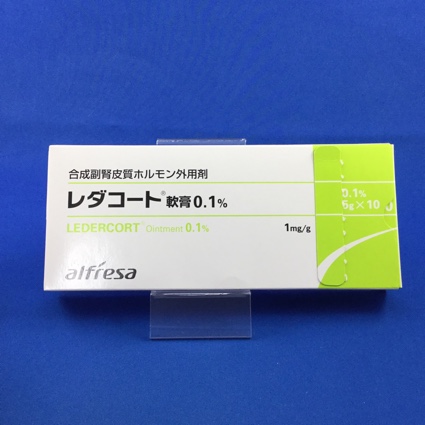 合成副腎皮質ホルモン外用剤
レダコート® 軟膏0.1%
LEDERCORT® Ointment 0.1%
1mg/g
0.1%
5g×10
alfresa